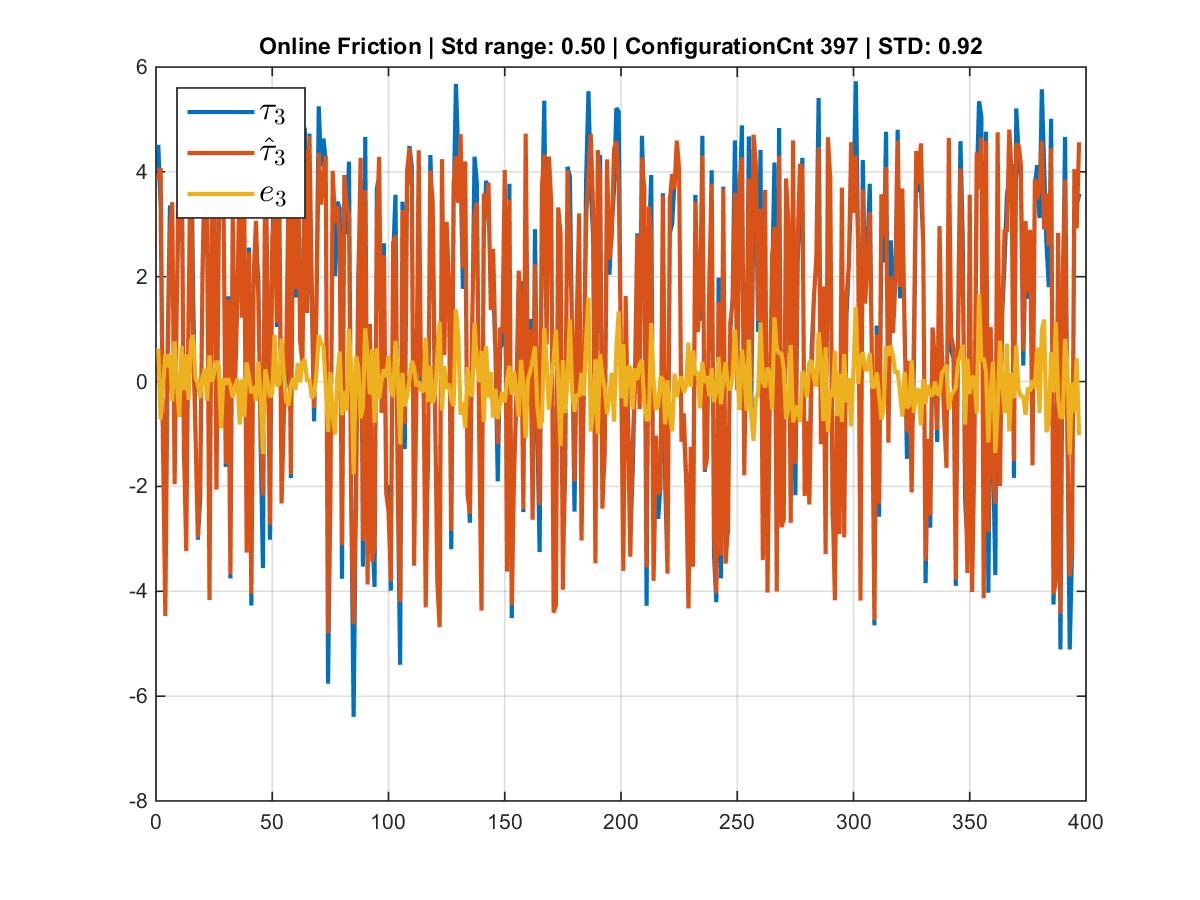 Online Friction | Std range: 0.50 | ConfigurationCnt 397 | STD: 0.92
6
4
2
0
-2
-4
-6
-8
τ₃
τ̂₃
e₃
0 50 100 150 200 250 300 350 400